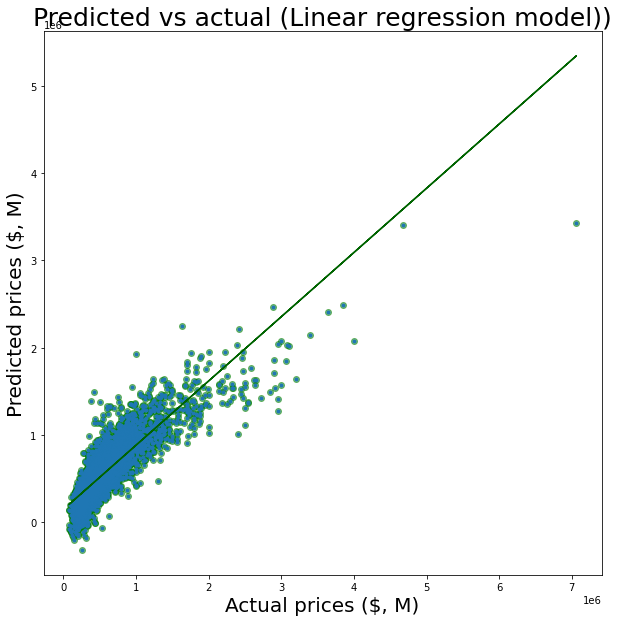 Predicted vs actual (Linear regression model))
1e6
5
4
3
2
1
0
Predicted prices ($, M)
0 1 2 3 4 5 6 7
1e6
Actual prices ($, M)